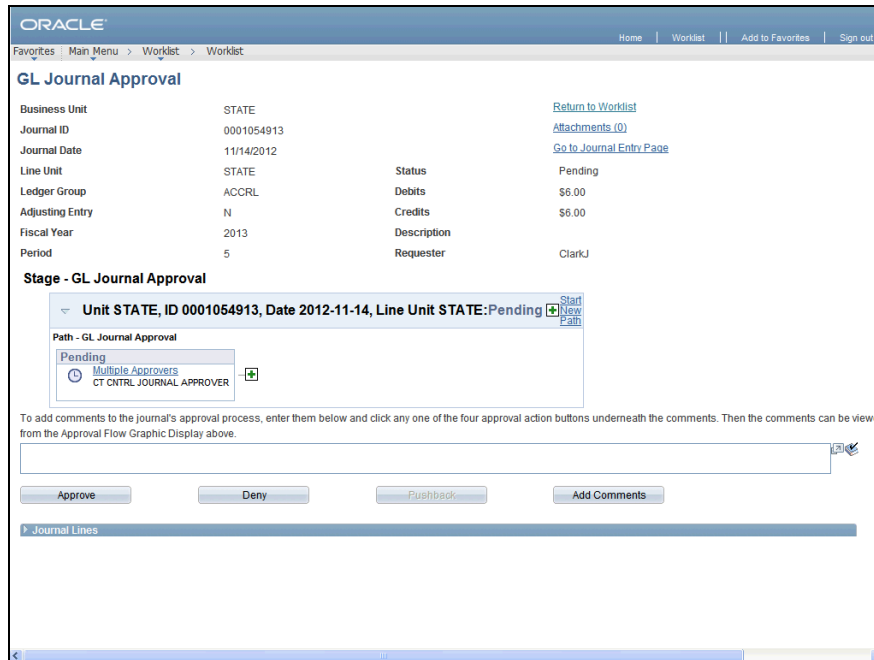 ORACLE
Home | Worklist || Add to Favorites | Sign out
Favorites Main Menu > Worklist > Worklist
GL Journal Approval
Business Unit STATE Return to Worklist
Journal ID 0001054913 Attachments (0)
Journal Date 11/14/2012 Go to Journal Entry Page
Line Unit STATE Status Pending
Ledger Group ACCRL Debits $6.00
Adjusting Entry N Credits $6.00
Fiscal Year 2013 Description
Period 5 Requester ClarkJ
Stage - GL Journal Approval
Unit STATE, ID 0001054913, Date 2012-11-14, Line Unit STATE:Pending Start New Path
Path - GL Journal Approval
Pending
Multiple Approvers
CT CNTRL JOURNAL APPROVER
To add comments to the journal's approval process, enter them below and click any one of the four approval action buttons underneath the comments. Then the comments can be view
from the Approval Flow Graphic Display above.
Approve Deny Pushback Add Comments
Journal Lines